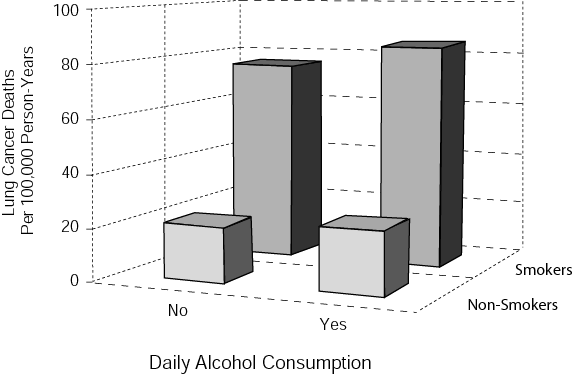 Lung Cancer Deaths
Per 100,000 Person-Years
100
80
60
40
20
0
No
Yes
Smokers
Non-Smokers
Daily Alcohol Consumption